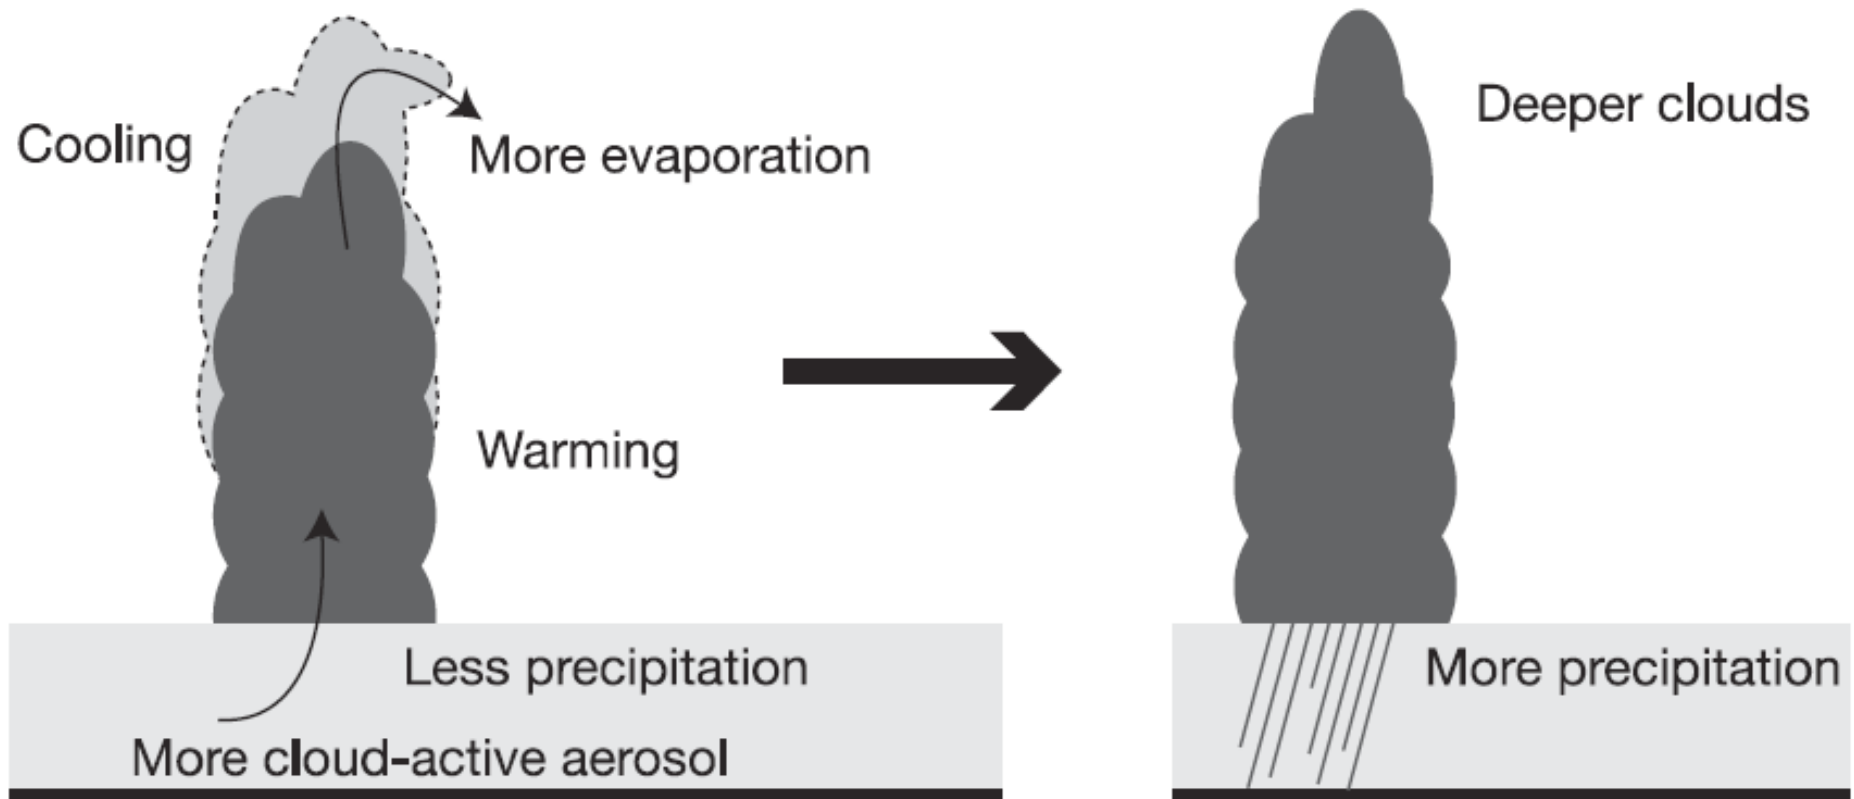 Cooling
More evaporation
Warming
Less precipitation
More cloud-active aerosol
Deeper clouds
More precipitation